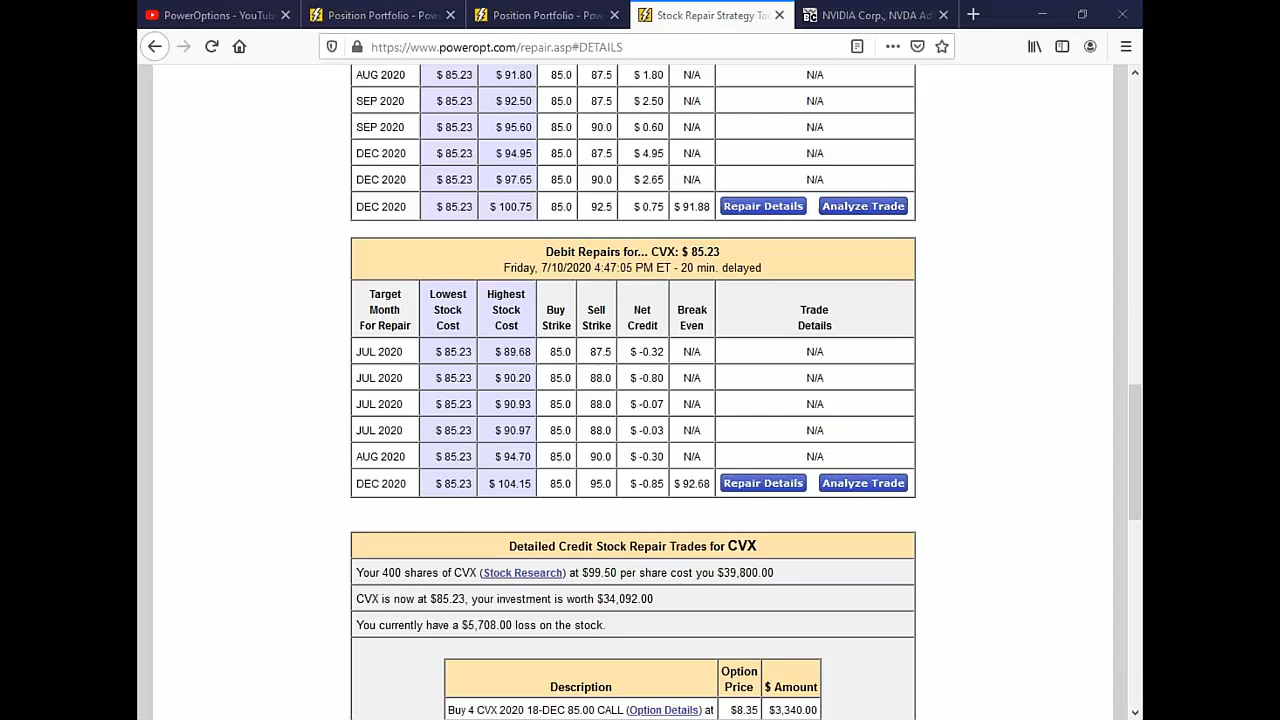 PowerOptions - YouTub
Position Portfolio - Pow
Position Portfolio - Pow
Stock Repair Strategy To
NVIDIA Corp., NVDA Ad
https://www.poweropt.com/repair.asp#DETAILS
AUG 2020 $ 85.23 $ 91.80 85.0 87.5 $ 1.80 N/A N/A
SEP 2020 $ 85.23 $ 92.50 85.0 87.5 $ 2.50 N/A N/A
SEP 2020 $ 85.23 $ 95.60 85.0 90.0 $ 0.60 N/A N/A
DEC 2020 $ 85.23 $ 94.95 85.0 87.5 $ 4.95 N/A N/A
DEC 2020 $ 85.23 $ 97.65 85.0 90.0 $ 2.65 N/A N/A
DEC 2020 $ 85.23 $ 100.75 85.0 92.5 $ 0.75 $ 91.88 Repair Details Analyze Trade
Debit Repairs for... CVX: $ 85.23
Friday, 7/10/2020 4:47:05 PM ET - 20 min. delayed
Target Month For Repair Lowest Stock Cost Highest Stock Cost Buy Strike Sell Strike Net Credit Break Even Trade Details
JUL 2020 $ 85.23 $ 89.68 85.0 87.5 $ -0.32 N/A N/A
JUL 2020 $ 85.23 $ 90.20 85.0 88.0 $ -0.80 N/A N/A
JUL 2020 $ 85.23 $ 90.93 85.0 88.0 $ -0.07 N/A N/A
JUL 2020 $ 85.23 $ 90.97 85.0 88.0 $ -0.03 N/A N/A
AUG 2020 $ 85.23 $ 94.70 85.0 90.0 $ -0.30 N/A N/A
DEC 2020 $ 85.23 $ 104.15 85.0 95.0 $ -0.85 $ 92.68 Repair Details Analyze Trade
Detailed Credit Stock Repair Trades for CVX
Your 400 shares of CVX (Stock Research) at $99.50 per share cost you $39,800.00
CVX is now at $85.23, your investment is worth $34,092.00
You currently have a $5,708.00 loss on the stock.
Description Option Price $ Amount
Buy 4 CVX 2020 18-DEC 85.00 CALL (Option Details) at $8.35 $3,340.00